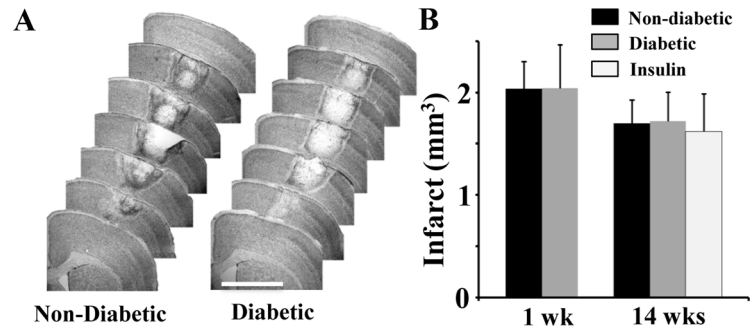 A
Non-Diabetic
Diabetic
B
Non-diabetic
Diabetic
Insulin
Infarct (mm³)
2
1
0
1 wk
14 wks